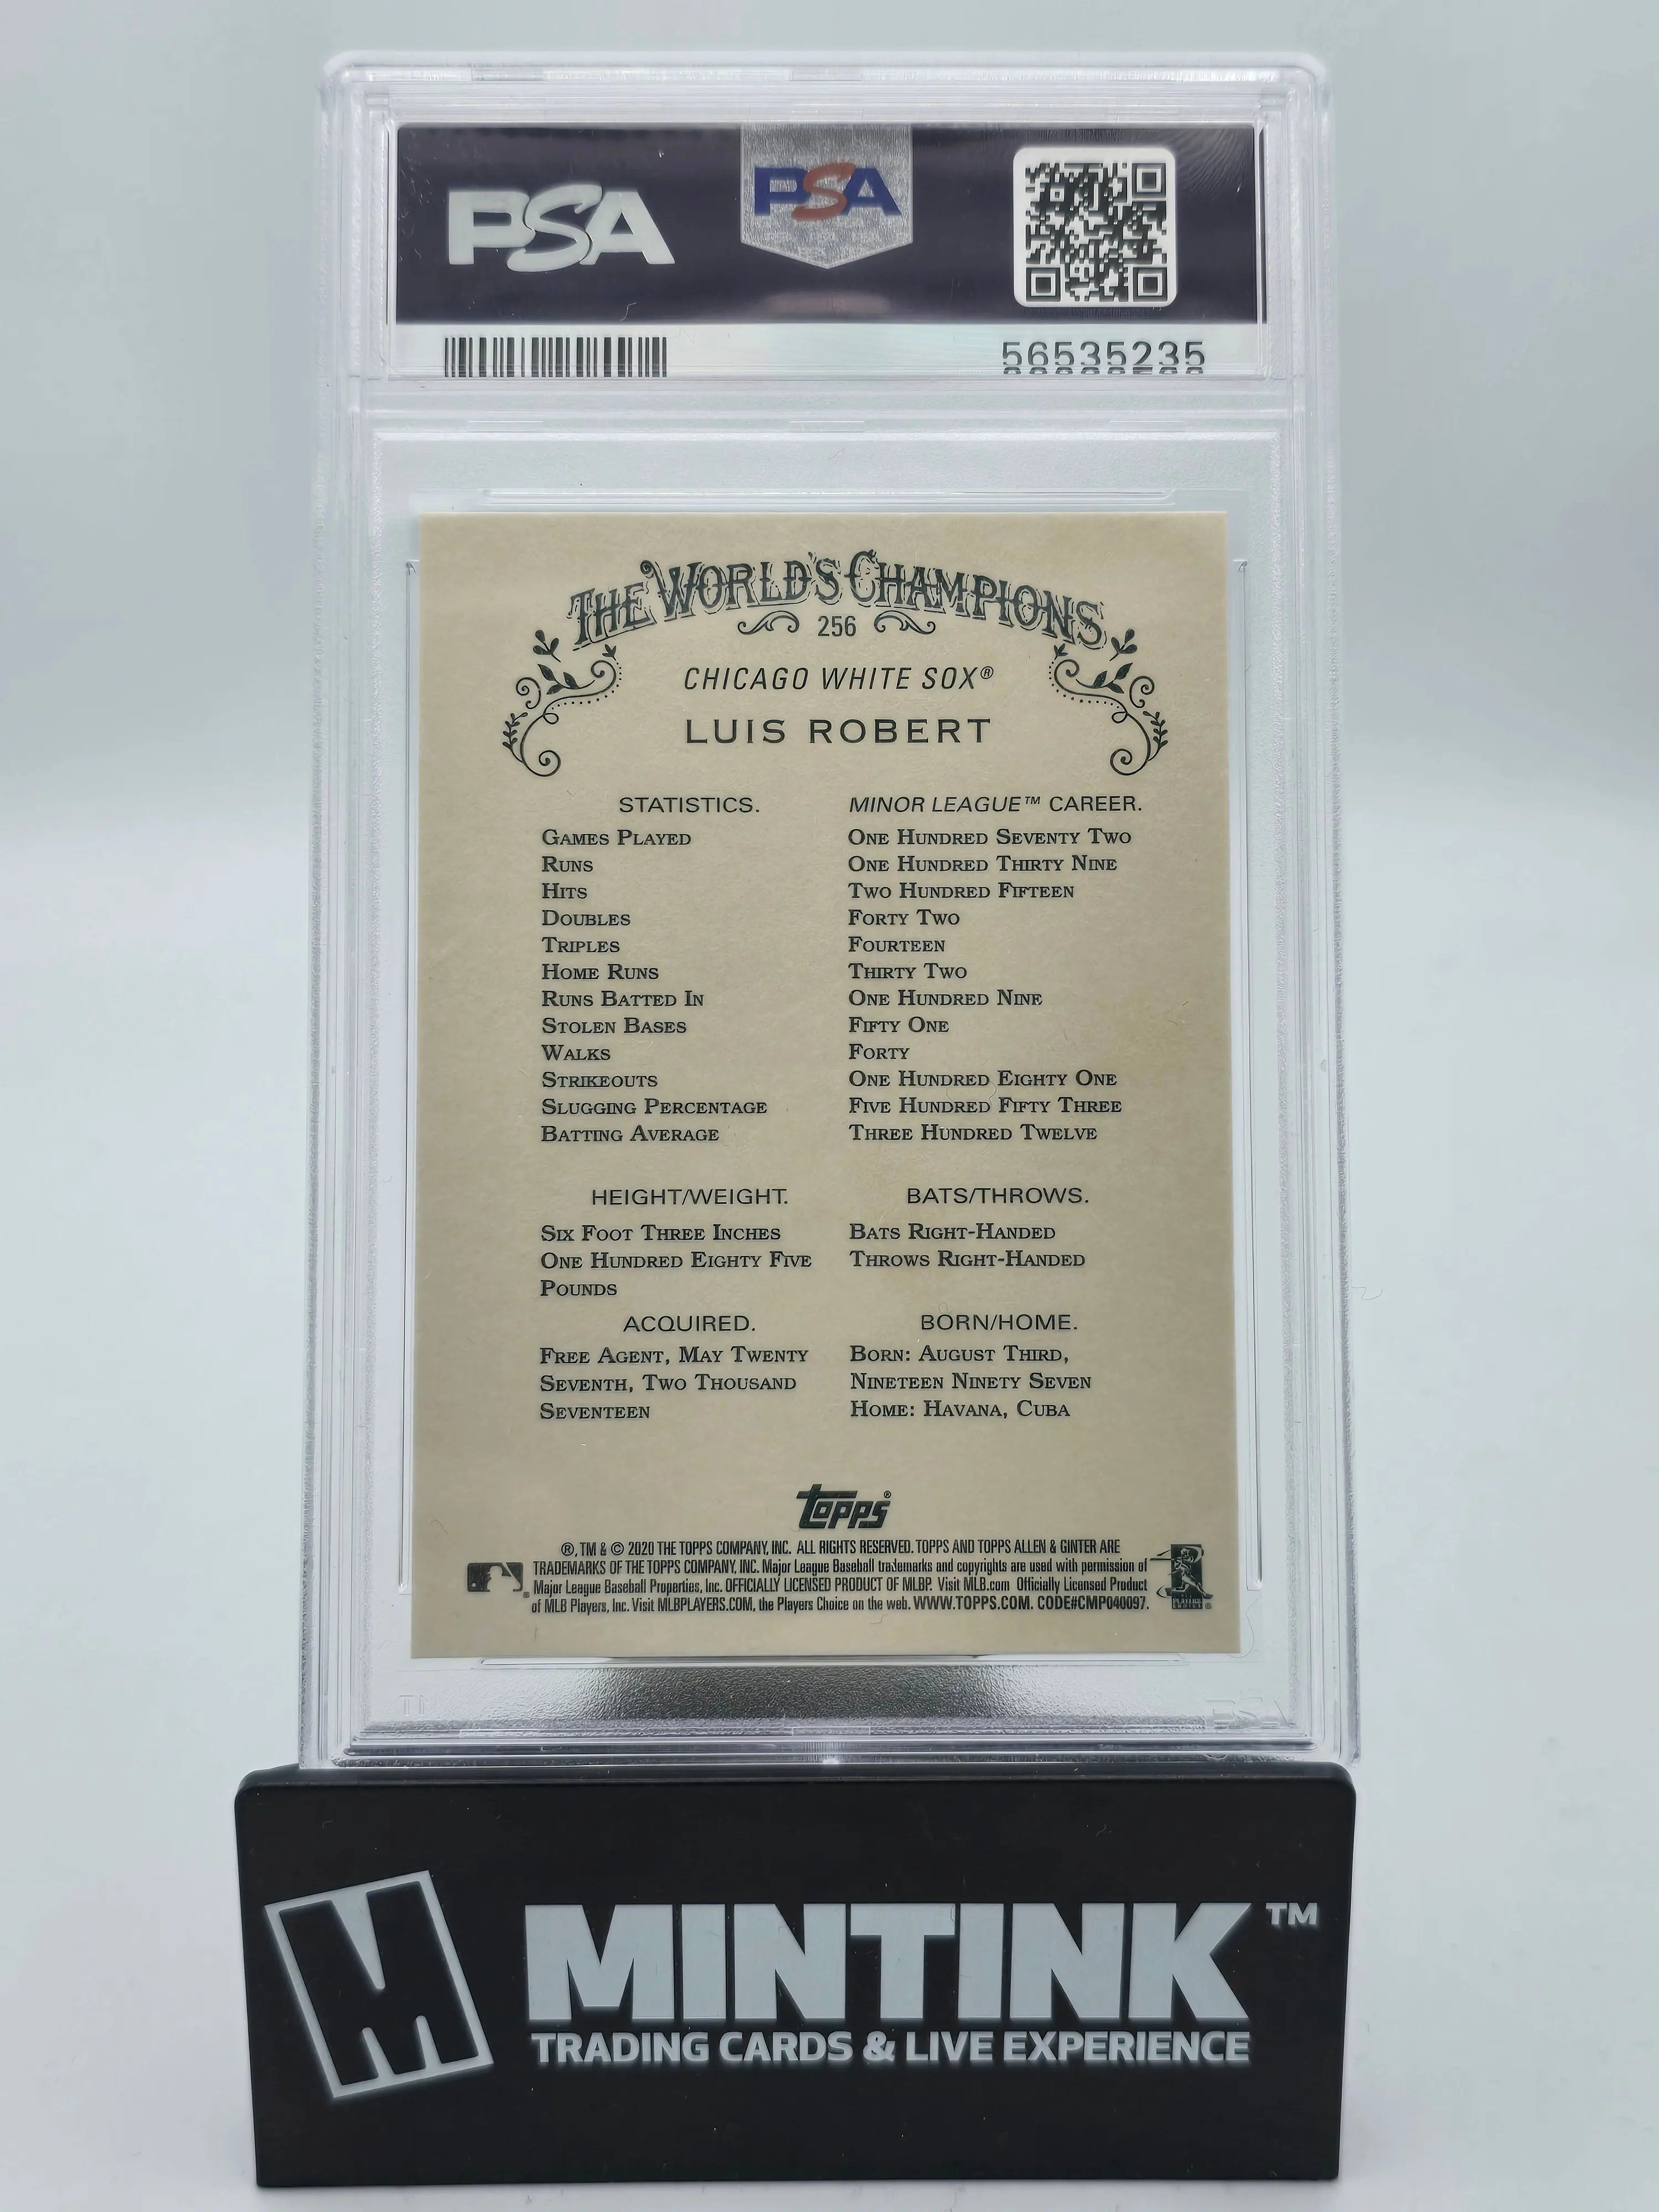 PSA
PSA
56535235
THE WORLD'S CHAMPIONS
256
CHICAGO WHITE SOX®
LUIS ROBERT
STATISTICS. MINOR LEAGUE™ CAREER.
GAMES PLAYED ONE HUNDRED SEVENTY TWO
RUNS ONE HUNDRED THIRTY NINE
HITS TWO HUNDRED FIFTEEN
DOUBLES FORTY TWO
TRIPLES FOURTEEN
HOME RUNS THIRTY TWO
RUNS BATTED IN ONE HUNDRED NINE
STOLEN BASES FIFTY ONE
WALKS FORTY
STRIKEOUTS ONE HUNDRED EIGHTY ONE
SLUGGING PERCENTAGE FIVE HUNDRED FIFTY THREE
BATTING AVERAGE THREE HUNDRED TWELVE
HEIGHT/WEIGHT. BATS/THROWS.
SIX FOOT THREE INCHES BATS RIGHT-HANDED
ONE HUNDRED EIGHTY FIVE THROWS RIGHT-HANDED
POUNDS
ACQUIRED. BORN/HOME.
FREE AGENT, MAY TWENTY BORN: AUGUST THIRD,
SEVENTH, TWO THOUSAND NINETEEN NINETY SEVEN
SEVENTEEN HOME: HAVANA, CUBA
topps®
®, TM & © 2020 THE TOPPS COMPANY, INC. ALL RIGHTS RESERVED. TOPPS AND TOPPS ALLEN & GINTER ARE
TRADEMARKS OF THE TOPPS COMPANY, INC. Major League Baseball trademarks and copyrights are used with permission of
Major League Baseball Properties, Inc. OFFICIALLY LICENSED PRODUCT OF MLBP. Visit MLB.com Officially Licensed Product
of MLB Players, Inc. Visit MLBPLAYERS.COM, the Players Choice on the web. WWW.TOPPS.COM. CODE#CMP040097.
PSA
M MINTINK™
TRADING CARDS & LIVE EXPERIENCE